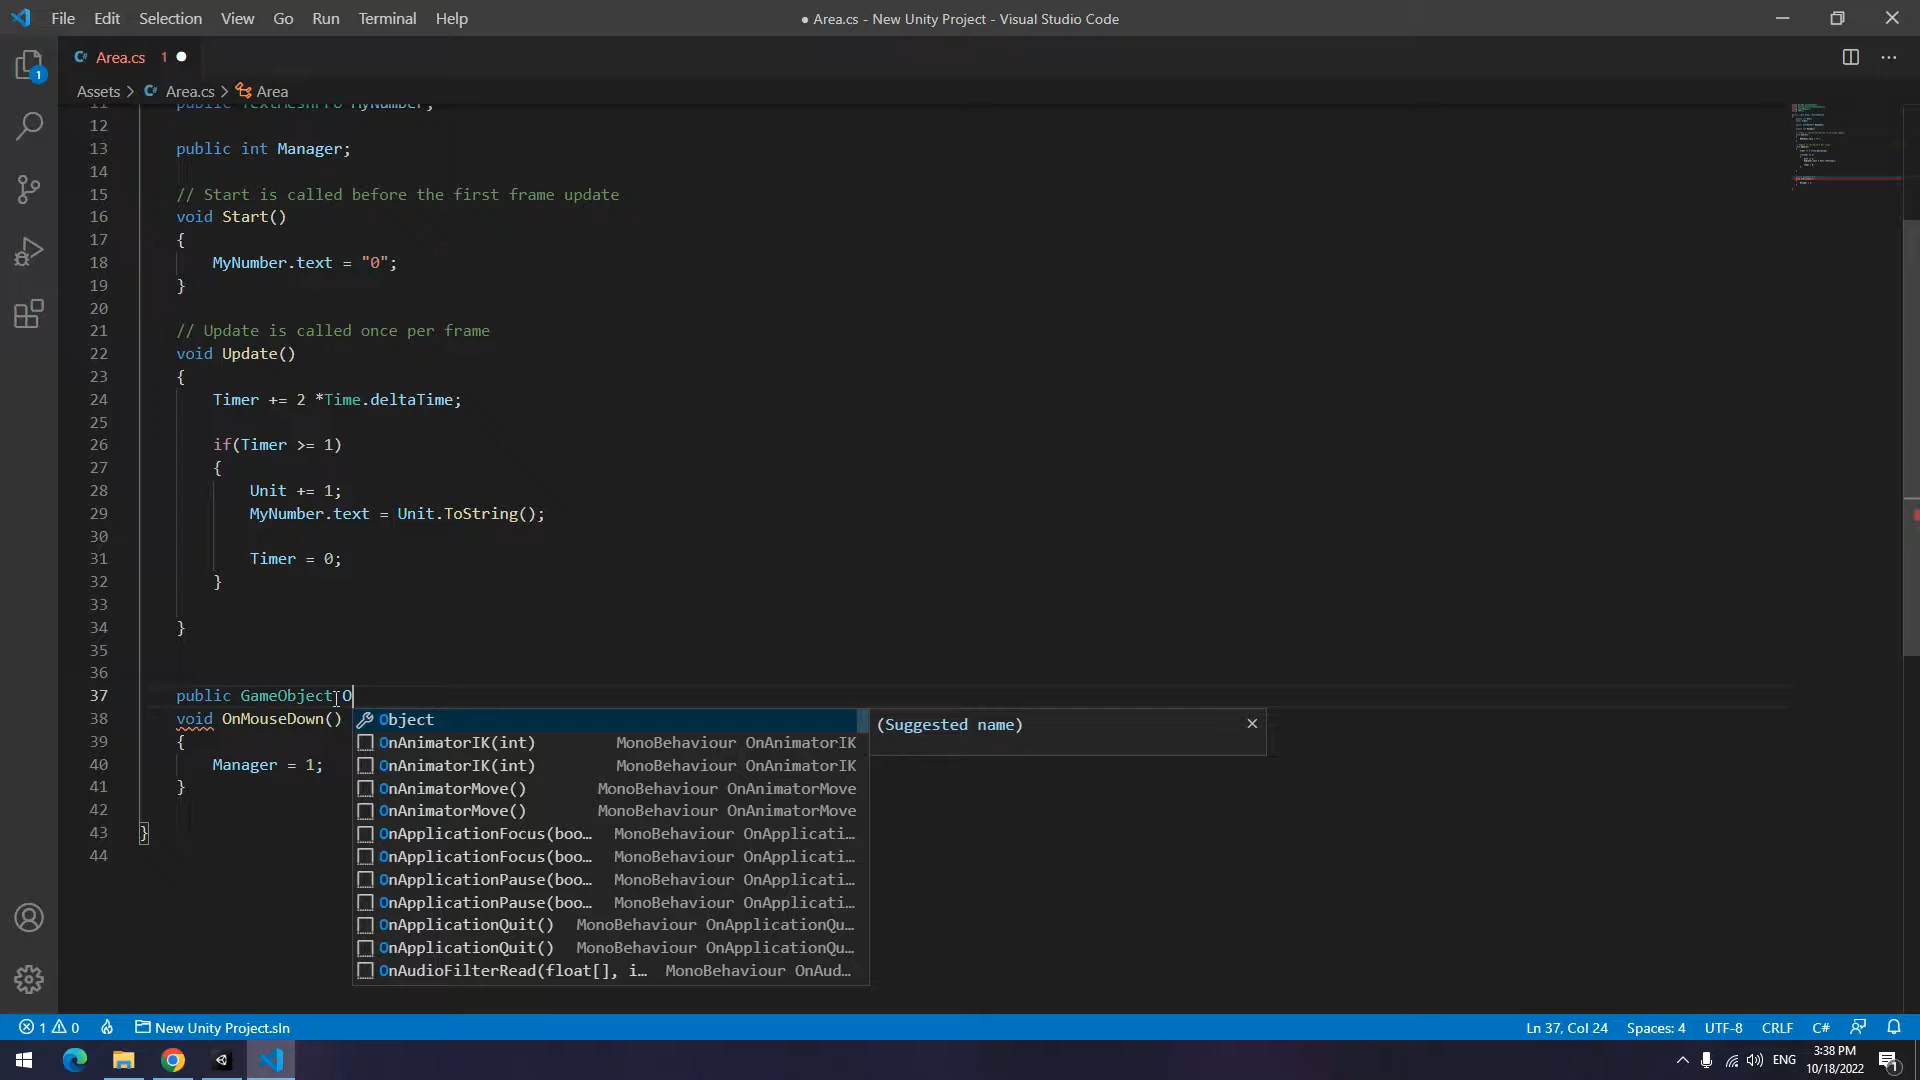 File Edit Selection View Go Run Terminal Help
● Area.cs - New Unity Project - Visual Studio Code
C# Area.cs 1 ●
Assets > C# Area.cs > Area
11 public TextMeshPro MyNumber;
12
13 public int Manager;
14
15 // Start is called before the first frame update
16 void Start()
17 {
18 MyNumber.text = "0";
19 }
20
21 // Update is called once per frame
22 void Update()
23 {
24 Timer += 2 *Time.deltaTime;
25
26 if(Timer >= 1)
27 {
28 Unit += 1;
29 MyNumber.text = Unit.ToString();
30
31 Timer = 0;
32 }
33
34 }
35
36
37 public GameObject O
38 void OnMouseDown()
39 {
40 Manager = 1;
41 }
42
43 }
44
Object
OnAnimatorIK(int) MonoBehaviour OnAnimatorIK
OnAnimatorIK(int) MonoBehaviour OnAnimatorIK
OnAnimatorMove() MonoBehaviour OnAnimatorMove
OnAnimatorMove() MonoBehaviour OnAnimatorMove
OnApplicationFocus(boo… MonoBehaviour OnApplicati…
OnApplicationFocus(boo… MonoBehaviour OnApplicati…
OnApplicationPause(boo… MonoBehaviour OnApplicati…
OnApplicationPause(boo… MonoBehaviour OnApplicati…
OnApplicationQuit() MonoBehaviour OnApplicationQu…
OnApplicationQuit() MonoBehaviour OnApplicationQu…
OnAudioFilterRead(float[], i… MonoBehaviour OnAud…
(Suggested name)
1
1 0 New Unity Project.sln
Ln 37, Col 24 Spaces: 4 UTF-8 CRLF C#
ENG
3:38 PM
10/18/2022
1